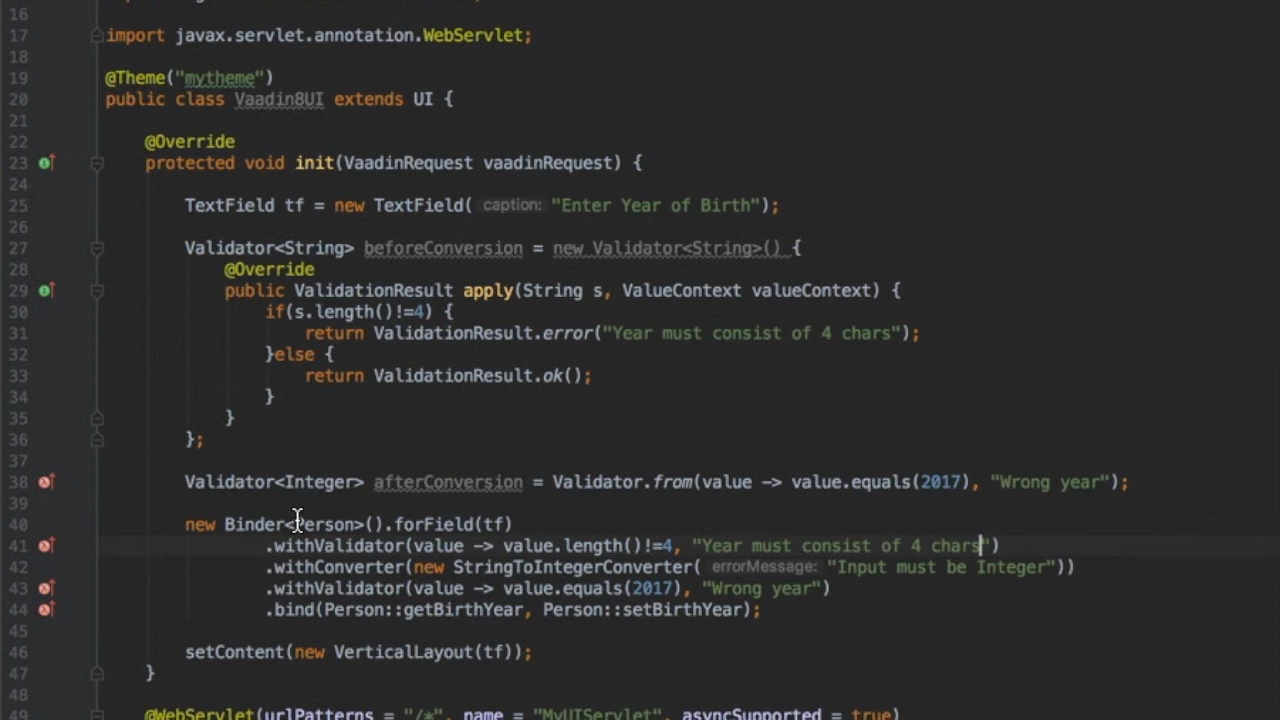 16
17 import javax.servlet.annotation.WebServlet;
18
19 @Theme("mytheme")
20 public class Vaadin8UI extends UI {
21
22 @Override
23 protected void init(VaadinRequest vaadinRequest) {
24
25 TextField tf = new TextField( caption: "Enter Year of Birth");
26
27 Validator<String> beforeConversion = new Validator<String>() {
28 @Override
29 public ValidationResult apply(String s, ValueContext valueContext) {
30 if(s.length()!=4) {
31 return ValidationResult.error("Year must consist of 4 chars");
32 }else {
33 return ValidationResult.ok();
34 }
35 }
36 };
37
38 Validator<Integer> afterConversion = Validator.from(value -> value.equals(2017), "Wrong year");
39
40 new Binder<Person>().forField(tf)
41 .withValidator(value -> value.length()!=4, "Year must consist of 4 chars")
42 .withConverter(new StringToIntegerConverter( errorMessage: "Input must be Integer"))
43 .withValidator(value -> value.equals(2017), "Wrong year")
44 .bind(Person::getBirthYear, Person::setBirthYear);
45
46 setContent(new VerticalLayout(tf));
47 }
48
49 @WebServlet(urlPatterns = "/*", name = "MyUIServlet", asyncSupported = true)